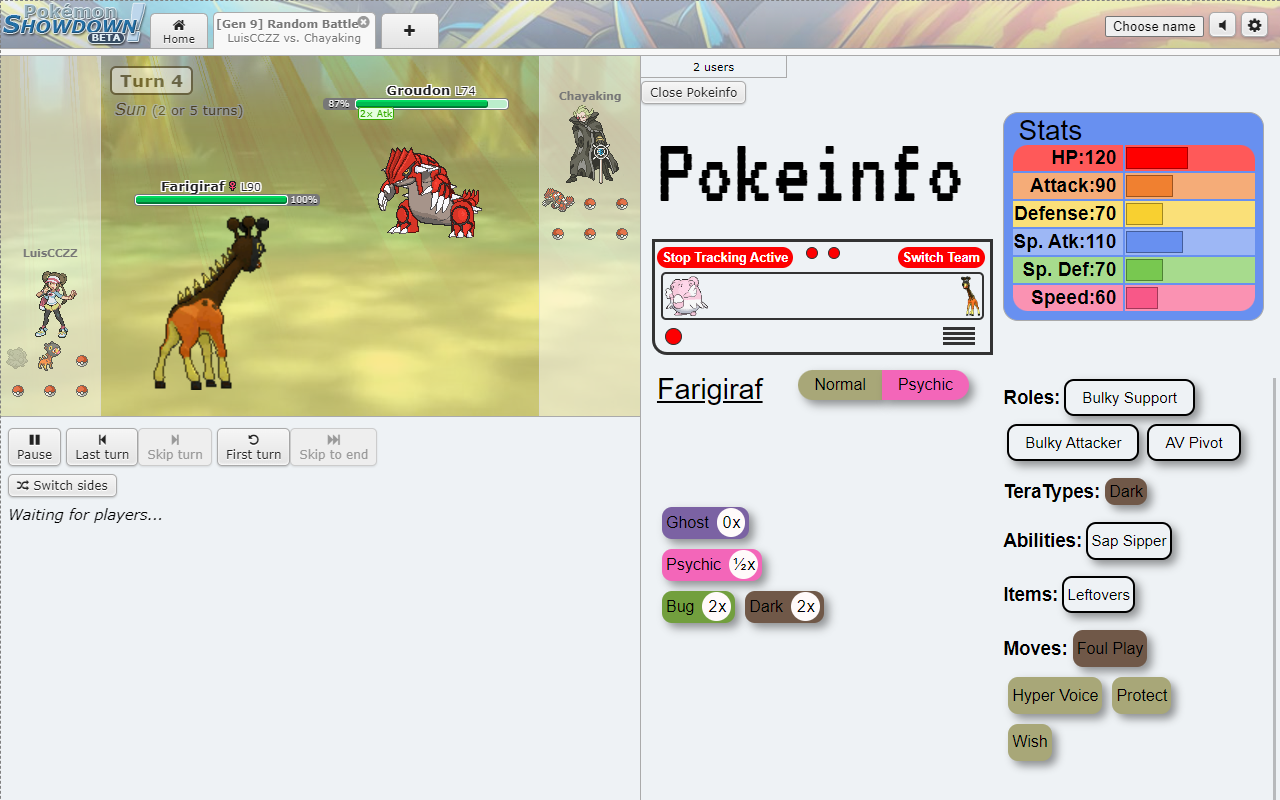 Pokémon
SHOWDOWN!
BETA
Home
[Gen 9] Random Battle
LuisCCZZ vs. Chayaking
+
Choose name
Turn 4
Sun (2 or 5 turns)
87%
Groudon L74
2x Atk
Chayaking
Farigiraf L90
100%
LuisCCZZ
Pause
Last turn
Skip turn
First turn
Skip to end
Switch sides
Waiting for players...
2 users
Close Pokeinfo
Pokeinfo
Stop Tracking Active
Switch Team
Farigiraf
Normal
Psychic
Ghost 0x
Psychic ½x
Bug 2x
Dark 2x
Stats
HP:120
Attack:90
Defense:70
Sp. Atk:110
Sp. Def:70
Speed:60
Roles: Bulky Support
Bulky Attacker
AV Pivot
TeraTypes: Dark
Abilities: Sap Sipper
Items: Leftovers
Moves: Foul Play
Hyper Voice
Protect
Wish